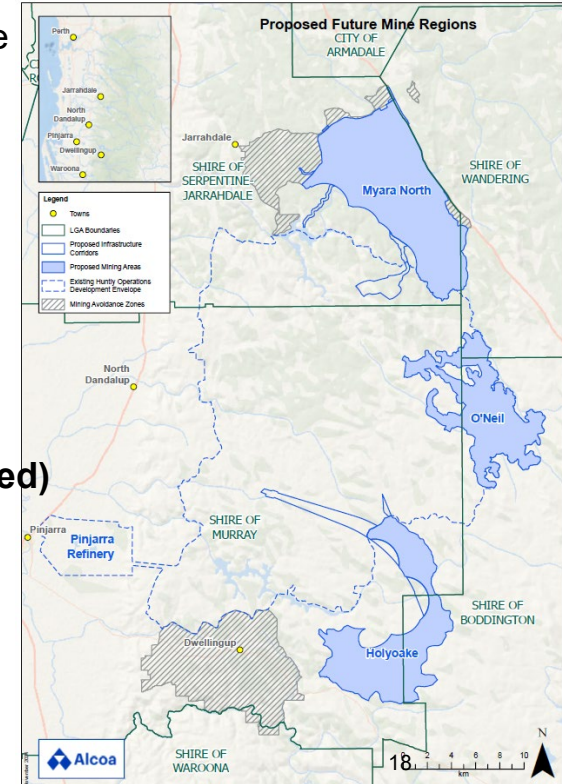 e
ed)
Proposed Future Mine Regions
CITY OF
ARMADALE
Perth
Jarrahdale
North
Dandalup
Pinjarra
Dwellingup
Waroona
Legend
Towns
LGA Boundaries
Proposed Infrastructure
Corridors
Proposed Mining Areas
Existing Huntly Operations
Development Envelope
Mining Avoidance Zones
Jarrahdale
SHIRE OF
SERPENTINE
JARRAHDALE
Myara North
SHIRE OF
WANDERING
North
Dandalup
O'Neil
Pinjarra
Pinjarra
Refinery
SHIRE OF
MURRAY
SHIRE OF
BODDINGTON
Dwellingup
Holyoake
Alcoa
SHIRE OF
WAROONA
18
2 4 6 8 10
km
N